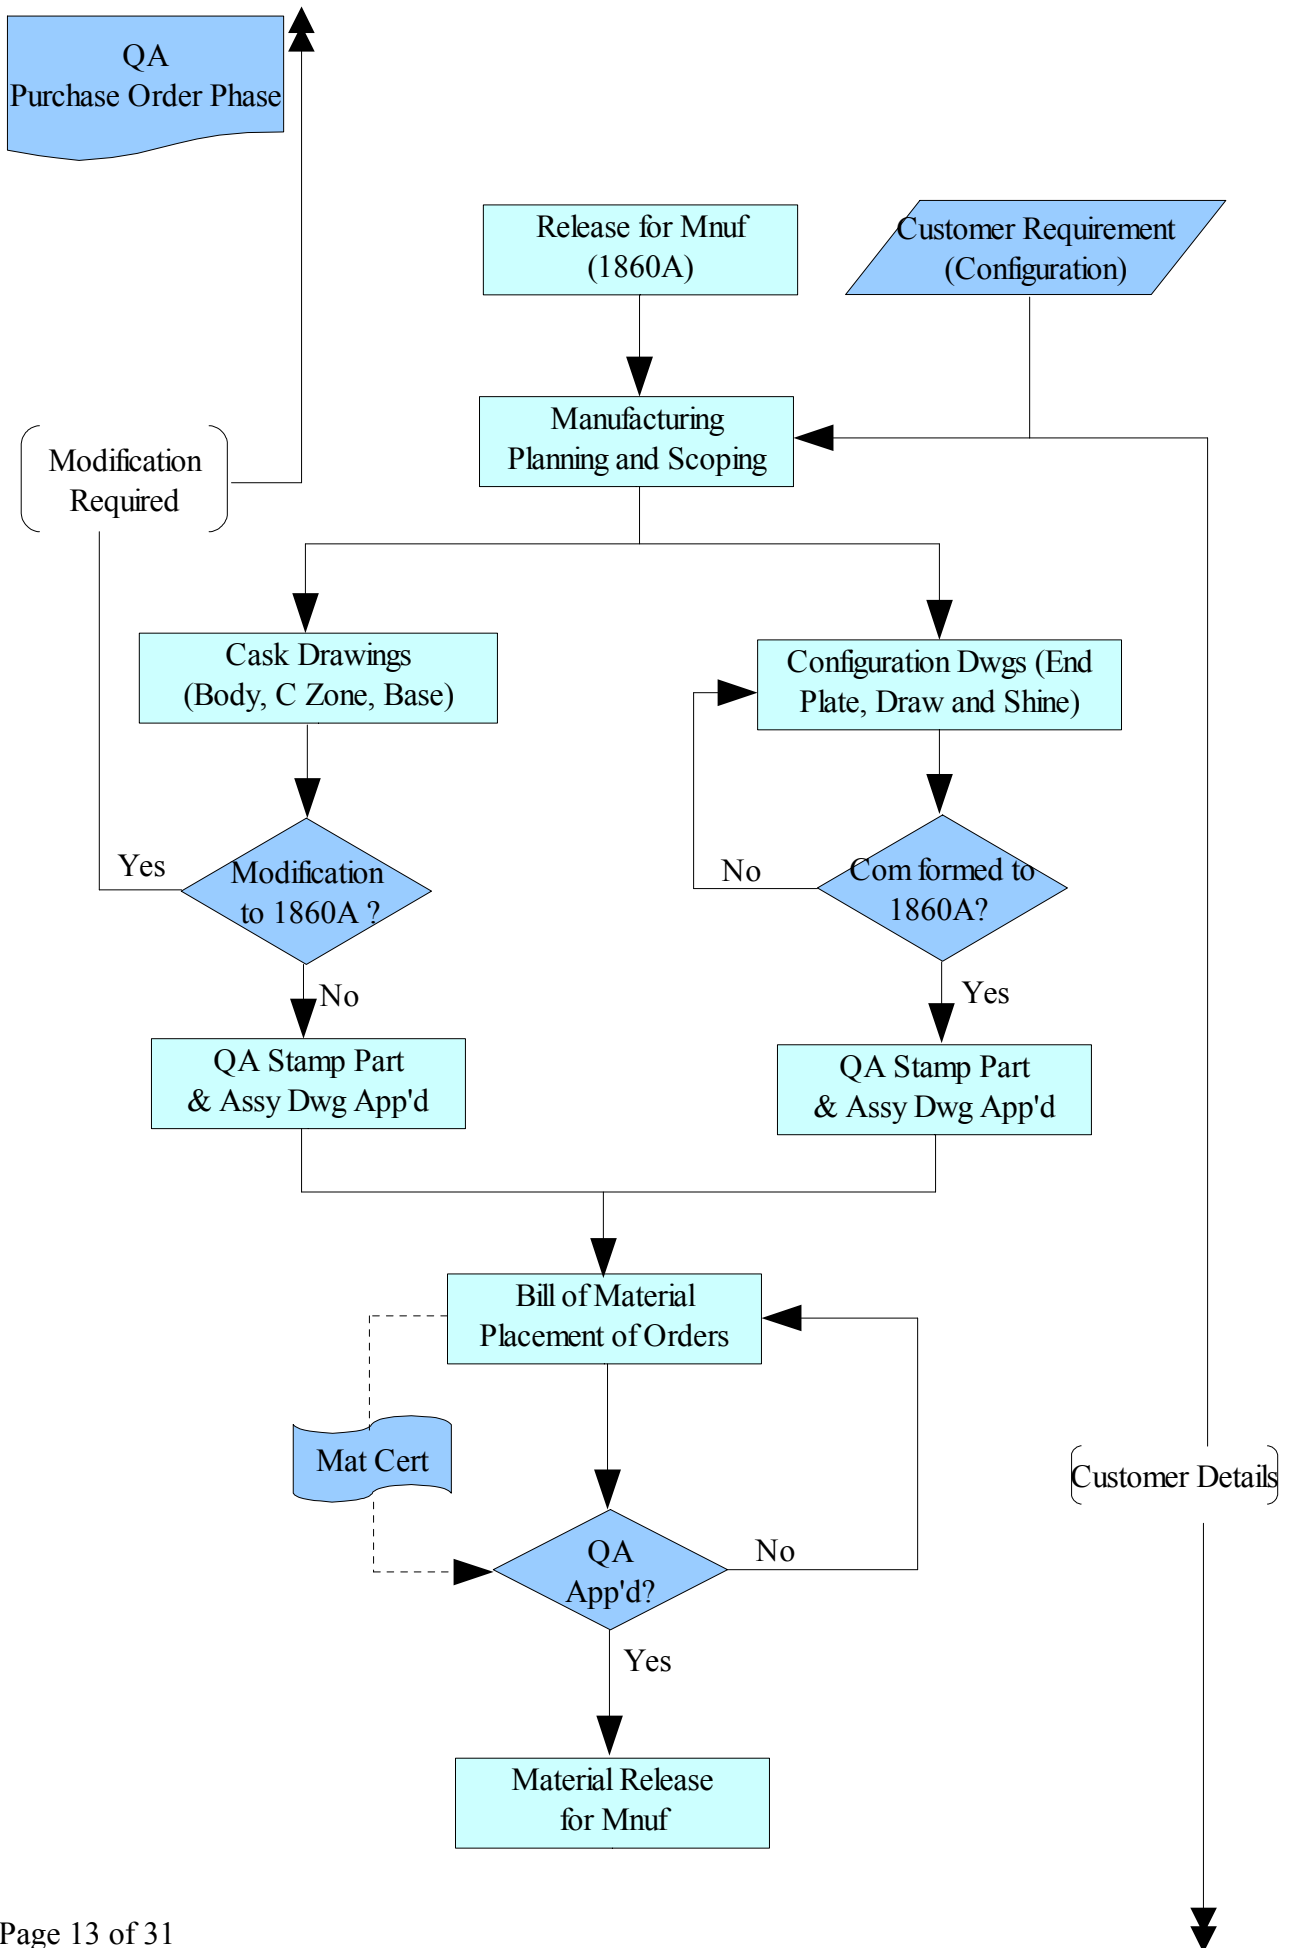 QA
Purchase Order Phase
Release for Mnuf
(1860A)
Customer Requirement
(Configuration)
Manufacturing
Planning and Scoping
Modification
Required
Cask Drawings
(Body, C Zone, Base)
Configuration Dwgs (End
Plate, Draw and Shine)
Yes
Modification
to 1860A ?
No
Com formed to
1860A?
No
Yes
QA Stamp Part
& Assy Dwg App'd
QA Stamp Part
& Assy Dwg App'd
Bill of Material
Placement of Orders
Mat Cert
Customer Details
QA
App'd?
No
Yes
Material Release
for Mnuf
Page 13 of 31